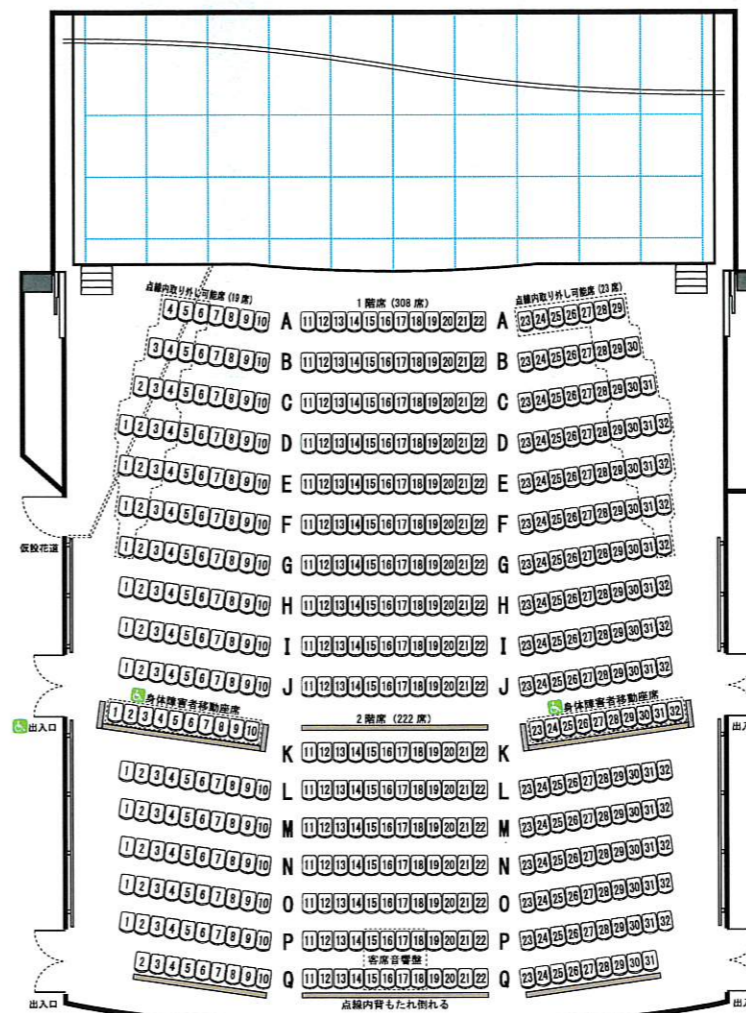 点線内取り外し可能席 (19 席)
1 階席 (308 席)
点線内取り外し可能席 (23 席)
4 5 6 7 8 9 10 A 11 12 13 14 15 16 17 18 19 20 21 22 A 23 24 25 26 27 28 29
3 4 5 6 7 8 9 10 B 11 12 13 14 15 16 17 18 19 20 21 22 B 23 24 25 26 27 28 29 30
2 3 4 5 6 7 8 9 10 C 11 12 13 14 15 16 17 18 19 20 21 22 C 23 24 25 26 27 28 29 30 31
1 2 3 4 5 6 7 8 9 10 D 11 12 13 14 15 16 17 18 19 20 21 22 D 23 24 25 26 27 28 29 30 31 32
1 2 3 4 5 6 7 8 9 10 E 11 12 13 14 15 16 17 18 19 20 21 22 E 23 24 25 26 27 28 29 30 31 32
1 2 3 4 5 6 7 8 9 10 F 11 12 13 14 15 16 17 18 19 20 21 22 F 23 24 25 26 27 28 29 30 31 32
仮設花道
1 2 3 4 5 6 7 8 9 10 G 11 12 13 14 15 16 17 18 19 20 21 22 G 23 24 25 26 27 28 29 30 31 32
1 2 3 4 5 6 7 8 9 10 H 11 12 13 14 15 16 17 18 19 20 21 22 H 23 24 25 26 27 28 29 30 31 32
1 2 3 4 5 6 7 8 9 10 I 11 12 13 14 15 16 17 18 19 20 21 22 I 23 24 25 26 27 28 29 30 31 32
1 2 3 4 5 6 7 8 9 10 J 11 12 13 14 15 16 17 18 19 20 21 22 J 23 24 25 26 27 28 29 30 31 32
身体障害者移動座席
身体障害者移動座席
出入口
2 階席 (222 席)
出入
1 2 3 4 5 6 7 8 9 10 K 11 12 13 14 15 16 17 18 19 20 21 22 K 23 24 25 26 27 28 29 30 31 32
1 2 3 4 5 6 7 8 9 10 L 11 12 13 14 15 16 17 18 19 20 21 22 L 23 24 25 26 27 28 29 30 31 32
1 2 3 4 5 6 7 8 9 10 M 11 12 13 14 15 16 17 18 19 20 21 22 M 23 24 25 26 27 28 29 30 31 32
1 2 3 4 5 6 7 8 9 10 N 11 12 13 14 15 16 17 18 19 20 21 22 N 23 24 25 26 27 28 29 30 31 32
1 2 3 4 5 6 7 8 9 10 O 11 12 13 14 15 16 17 18 19 20 21 22 O 23 24 25 26 27 28 29 30 31 32
1 2 3 4 5 6 7 8 9 10 P 11 12 13 14 15 16 17 18 19 20 21 22 P 23 24 25 26 27 28 29 30 31 32
客席音響盤
2 3 4 5 6 7 8 9 10 Q 11 12 13 14 15 16 17 18 19 20 21 22 Q 23 24 25 26 27 28 29 30 31
出入口
点線内背もたれ倒れる
出入